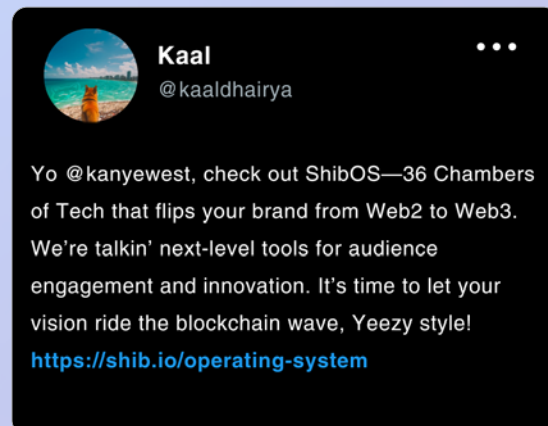 Kaal
@kaaldhairya
Yo @kanyewest, check out ShibOS—36 Chambers
of Tech that flips your brand from Web2 to Web3.
We’re talkin’ next-level tools for audience
engagement and innovation. It’s time to let your
vision ride the blockchain wave, Yeezy style!
https://shib.io/operating-system